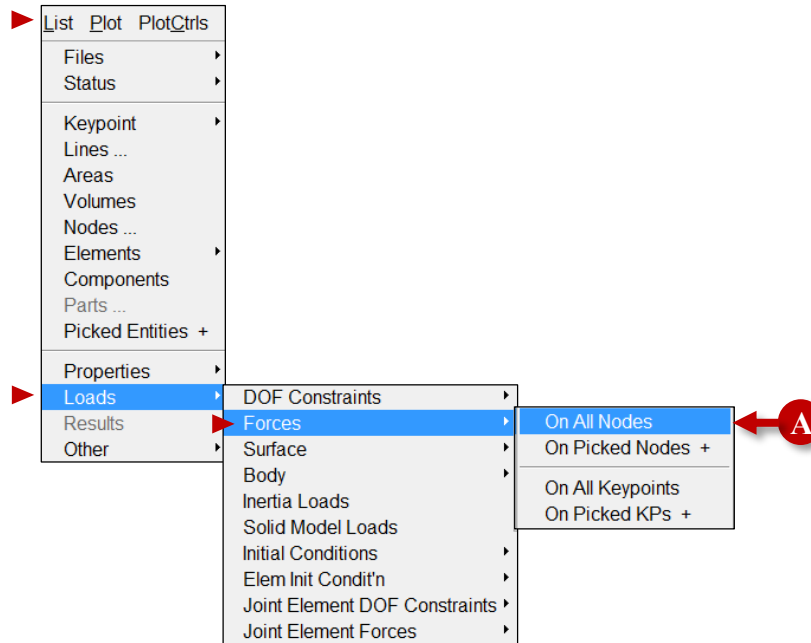 List Plot PlotCtrls
Files
Status
Keypoint
Lines ...
Areas
Volumes
Nodes ...
Elements
Components
Parts ...
Picked Entities +
Properties
Loads
Results
Other
DOF Constraints
Forces
Surface
Body
Inertia Loads
Solid Model Loads
Initial Conditions
Elem Init Condit'n
Joint Element DOF Constraints
Joint Element Forces
On All Nodes
On Picked Nodes +
On All Keypoints
On Picked KPs +
A